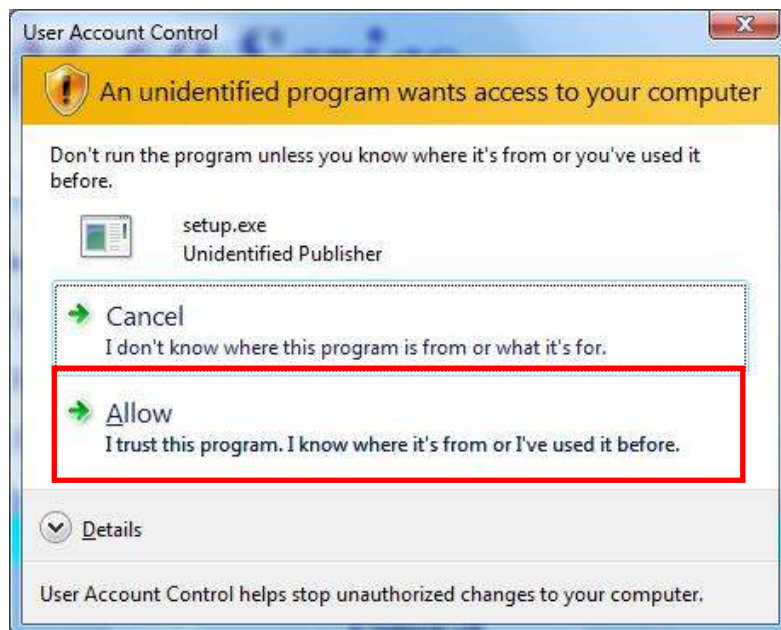 User Account Control
An unidentified program wants access to your computer
Don't run the program unless you know where it's from or you've used it
before.
setup.exe
Unidentified Publisher
Cancel
I don't know where this program is from or what it's for.
Allow
I trust this program. I know where it's from or I've used it before.
Details
User Account Control helps stop unauthorized changes to your computer.